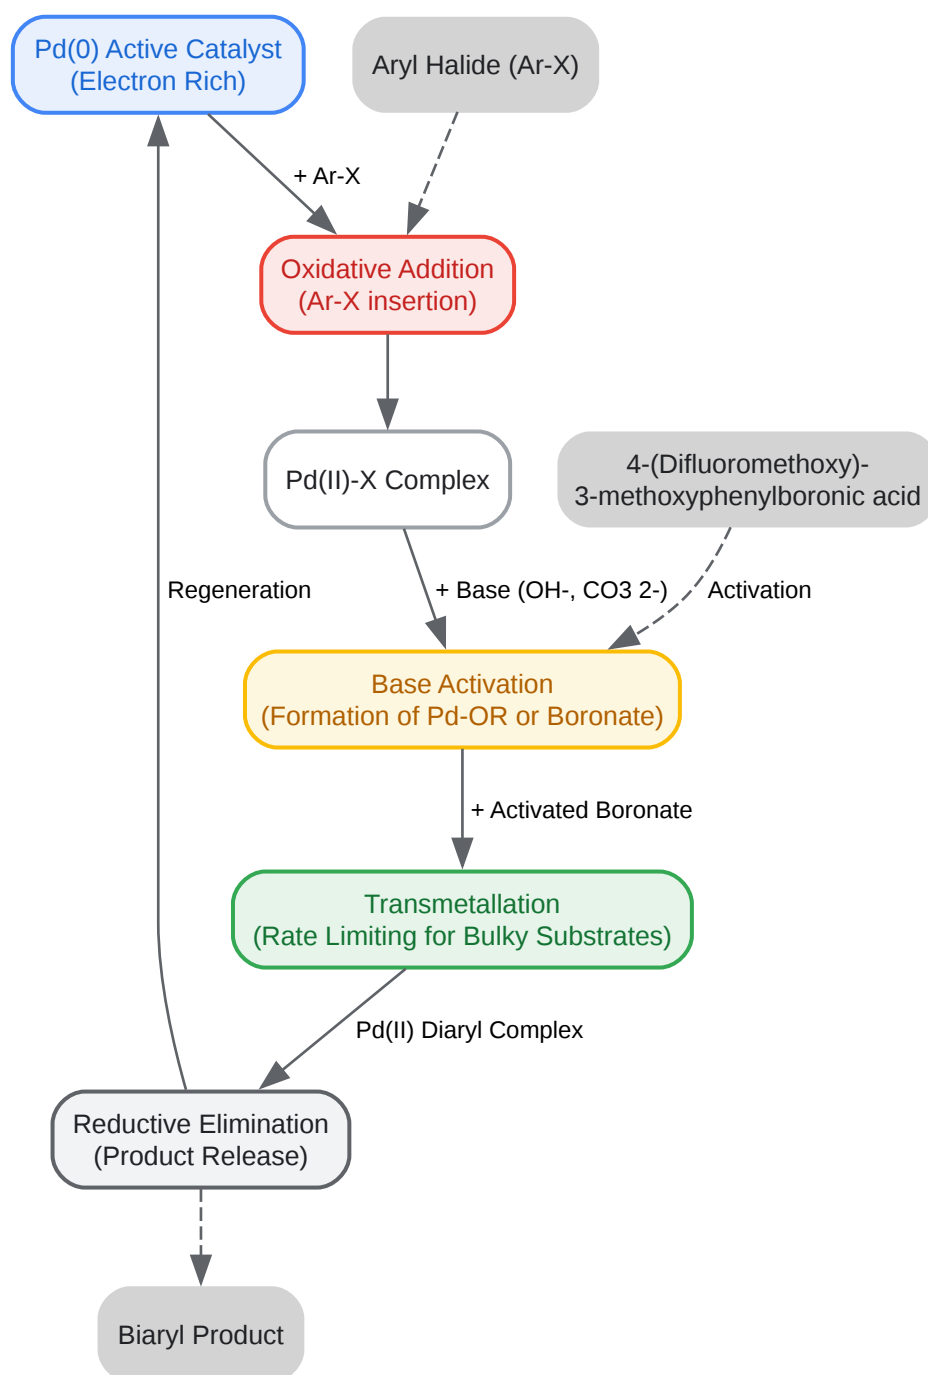 Pd(0) Active Catalyst
(Electron Rich)
Aryl Halide (Ar-X)
+ Ar-X
Oxidative Addition
(Ar-X insertion)
Pd(II)-X Complex
4-(Difluoromethoxy)-
3-methoxyphenylboronic acid
Regeneration
+ Base (OH-, CO3 2-)
Activation
Base Activation
(Formation of Pd-OR or Boronate)
+ Activated Boronate
Transmetallation
(Rate Limiting for Bulky Substrates)
Pd(II) Diaryl Complex
Reductive Elimination
(Product Release)
Biaryl Product